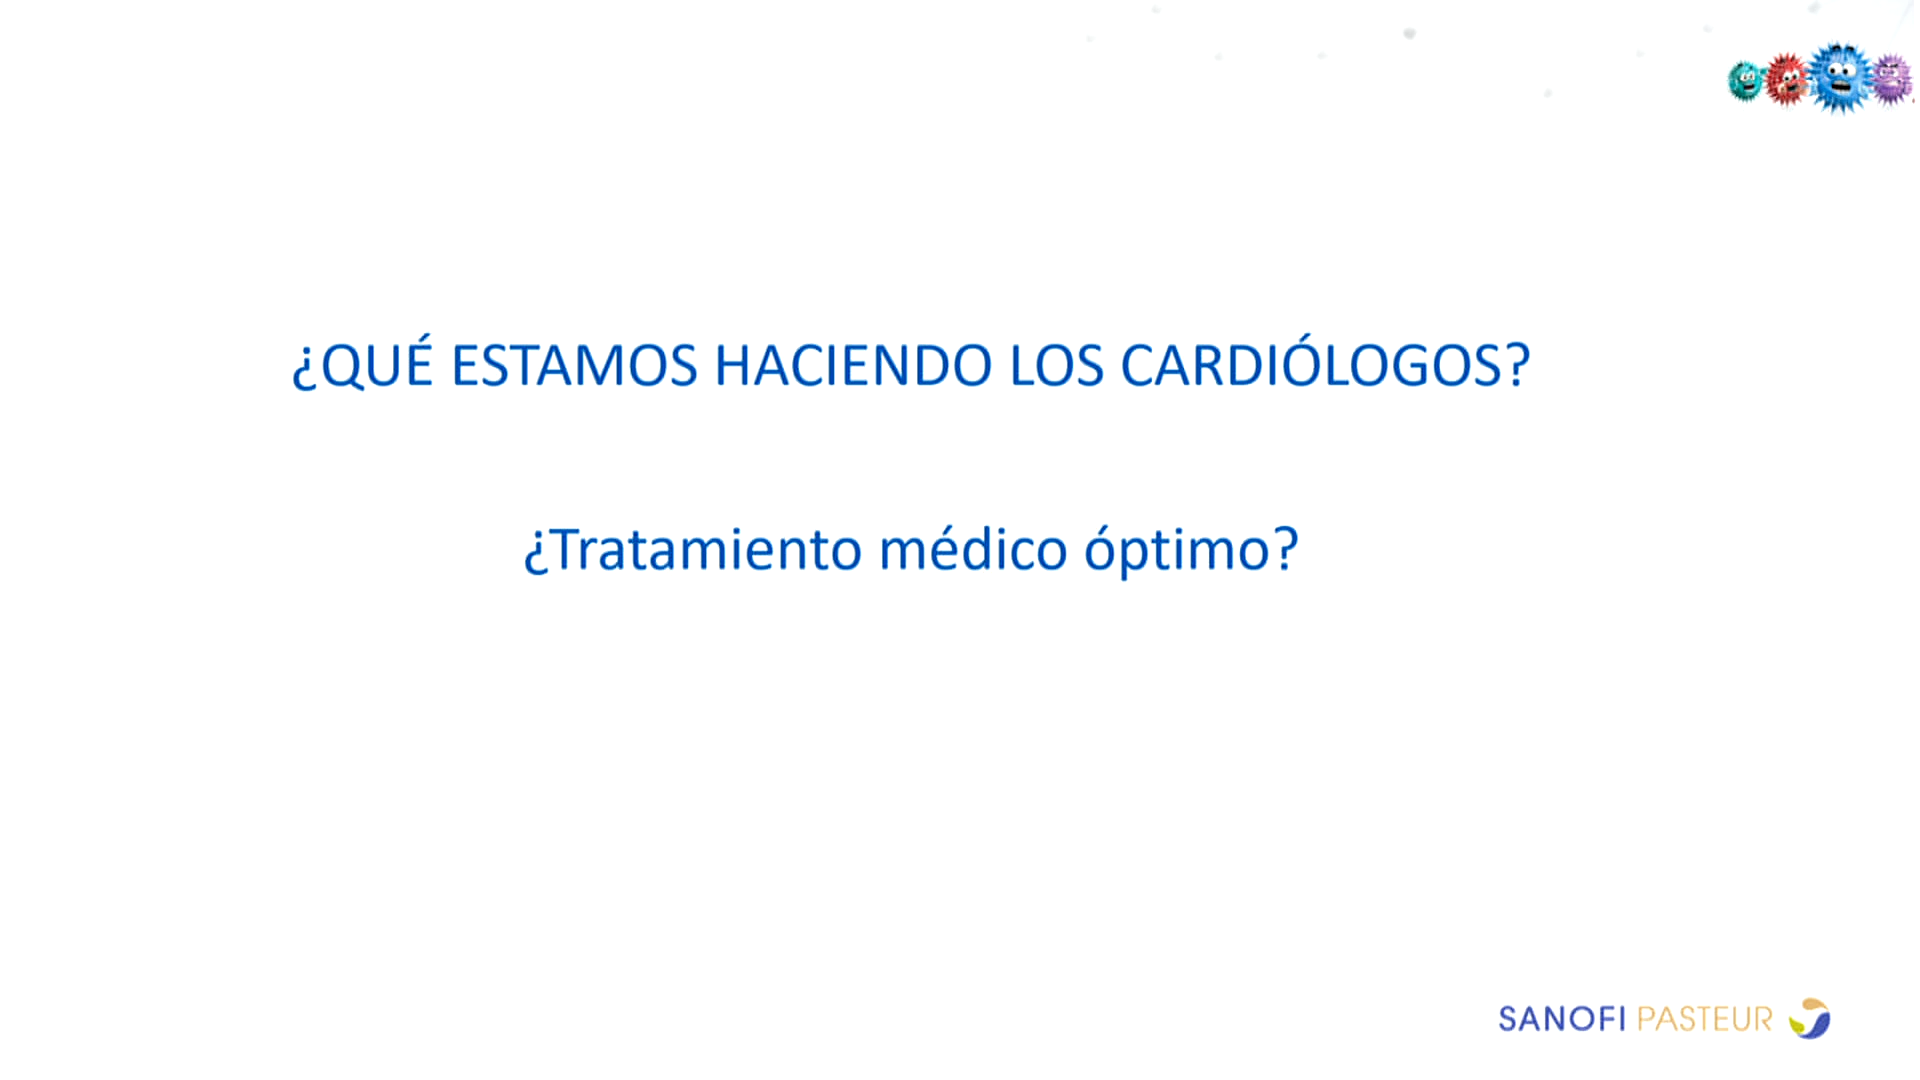 ¿QUÉ ESTAMOS HACIENDO LOS CARDIÓLOGOS?
¿Tratamiento médico óptimo?
SANOFI PASTEUR